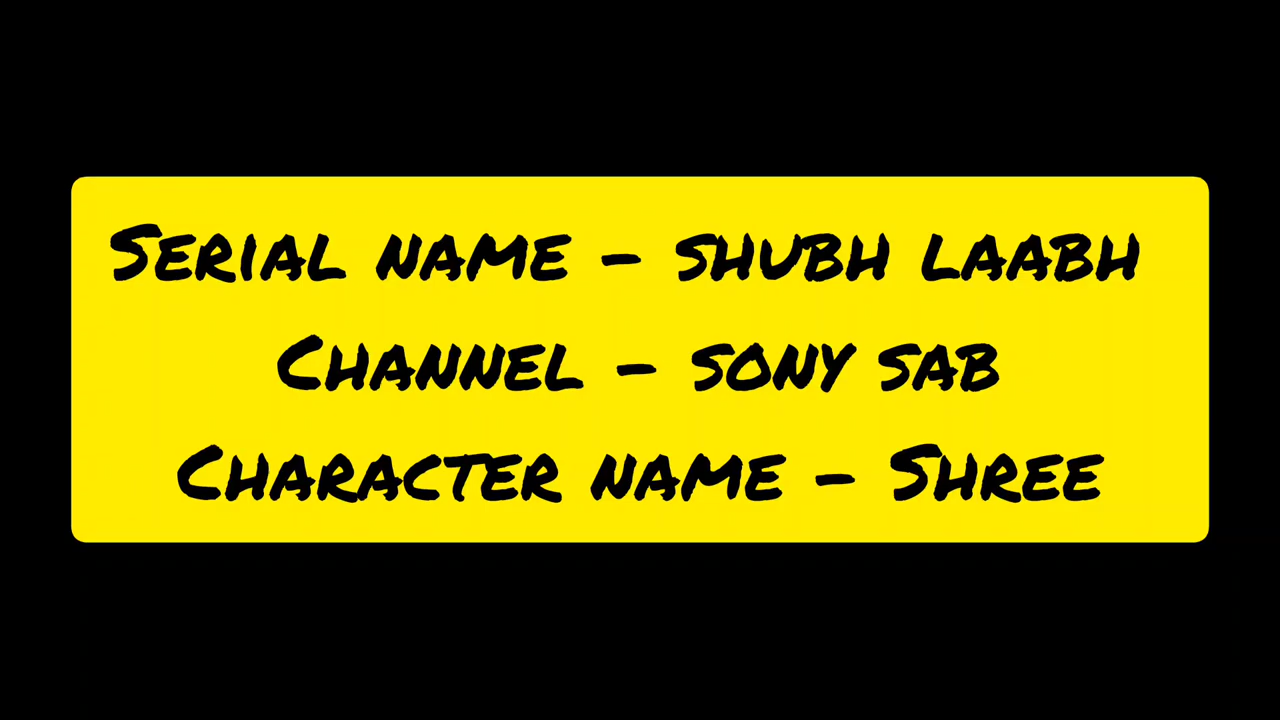 Serial name - shubh laabh
Channel - sony sab
Character name - Shree